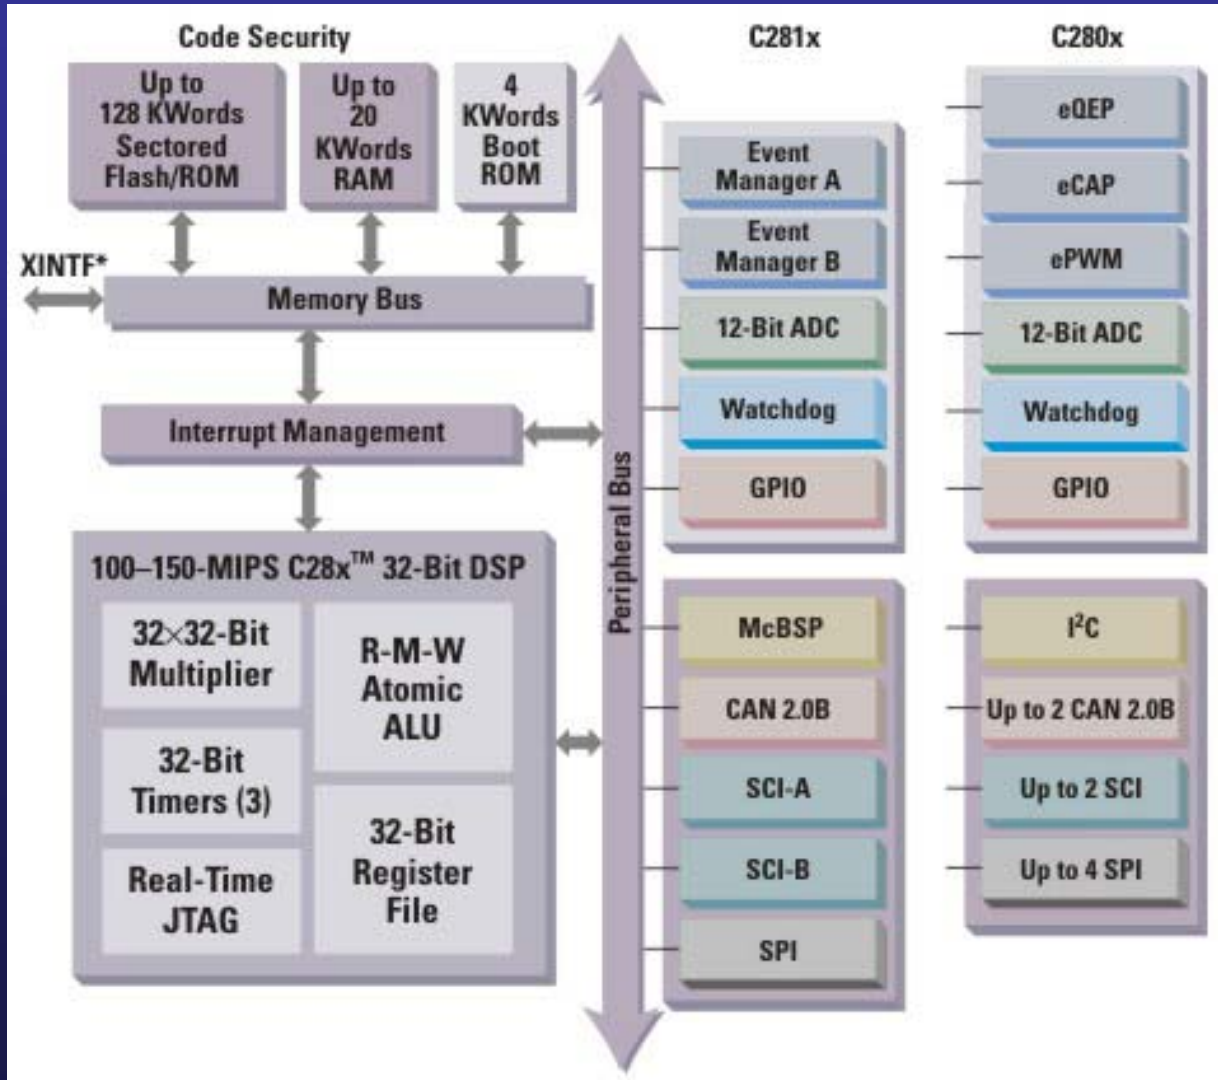 Code Security
C281x
C280x
Up to
128 KWords
Sectored
Flash/ROM
Up to
20
KWords
RAM
4
KWords
Boot
ROM
XINTF*
Memory Bus
Interrupt Management
100–150-MIPS C28x™ 32-Bit DSP
32×32-Bit
Multiplier
R-M-W
Atomic
ALU
32-Bit
Timers (3)
32-Bit
Register
File
Real-Time
JTAG
Peripheral Bus
Event
Manager A
Event
Manager B
12-Bit ADC
Watchdog
GPIO
McBSP
CAN 2.0B
SCI-A
SCI-B
SPI
eQEP
eCAP
ePWM
12-Bit ADC
Watchdog
GPIO
I²C
Up to 2 CAN 2.0B
Up to 2 SCI
Up to 4 SPI